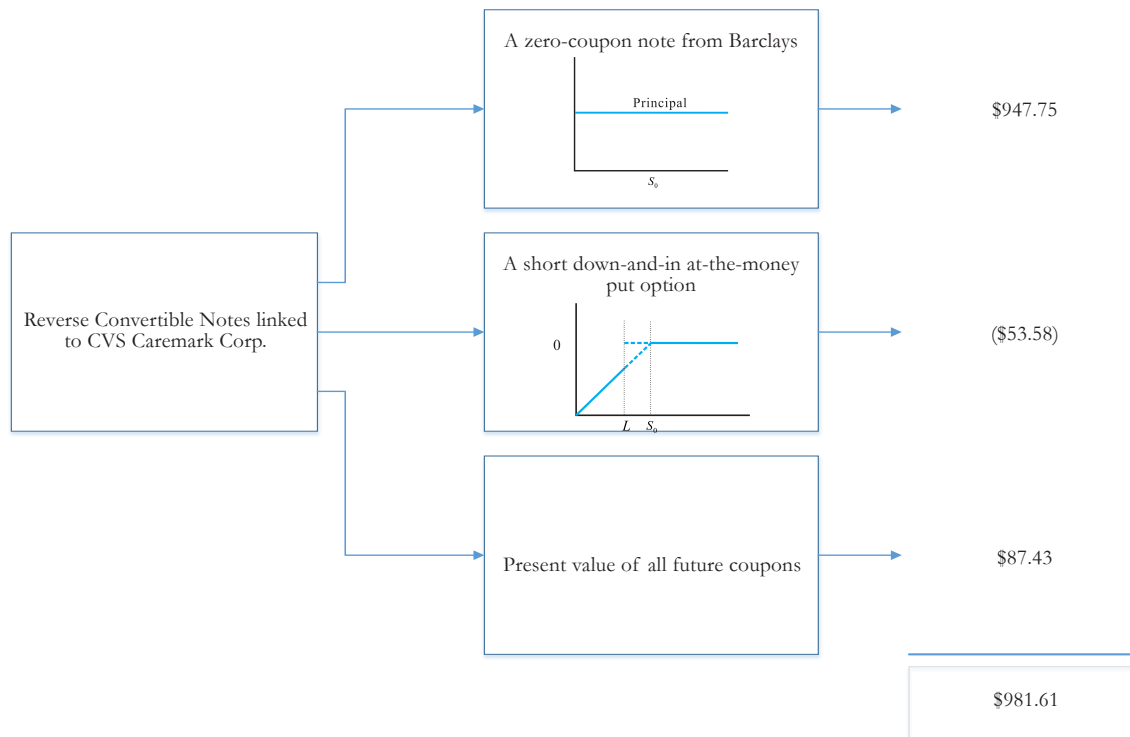 A zero-coupon note from Barclays
Principal
S₀
$947.75
Reverse Convertible Notes linked
to CVS Caremark Corp.
A short down-and-in at-the-money
put option
0
L S₀
($53.58)
Present value of all future coupons
$87.43
$981.61